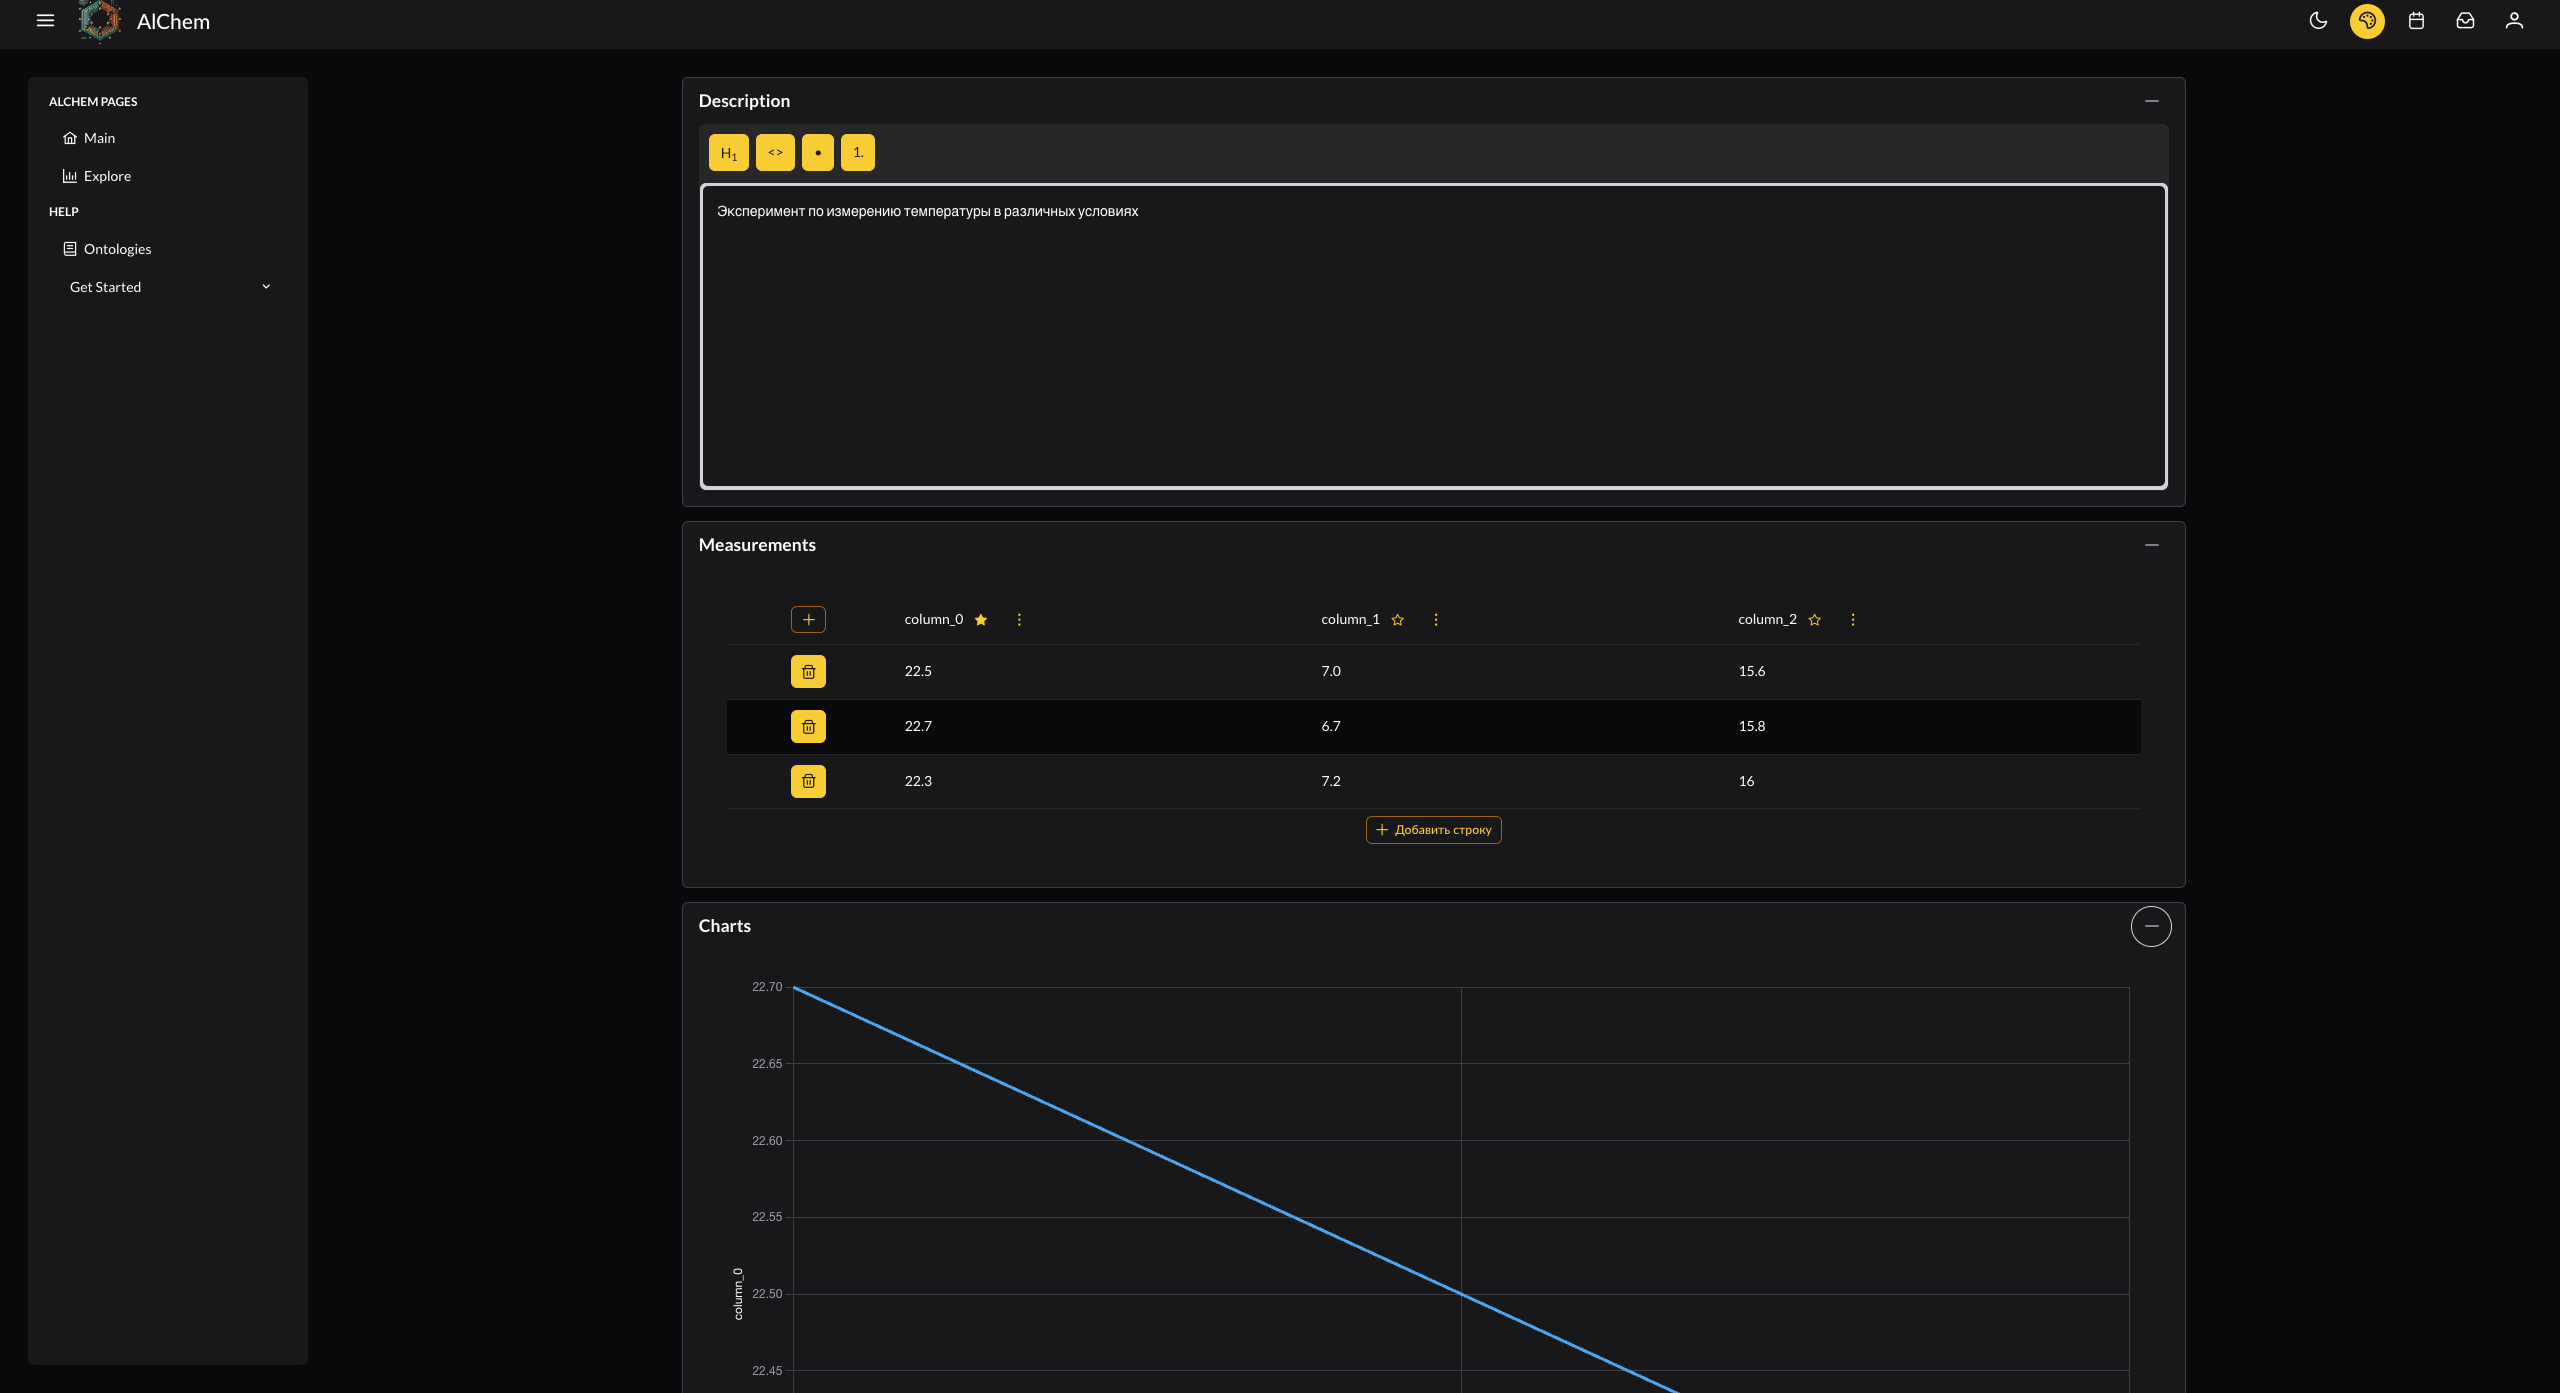 AlChem
ALCHEM PAGES
Main
Explore
HELP
Ontologies
Get Started
Description
H1 <> • 1.
Эксперимент по измерению температуры в различных условиях
Measurements
column_0 column_1 column_2
22.5 7.0 15.6
22.7 6.7 15.8
22.3 7.2 16
Добавить строку
Charts
22.70
22.65
22.60
22.55
22.50
22.45
column_0